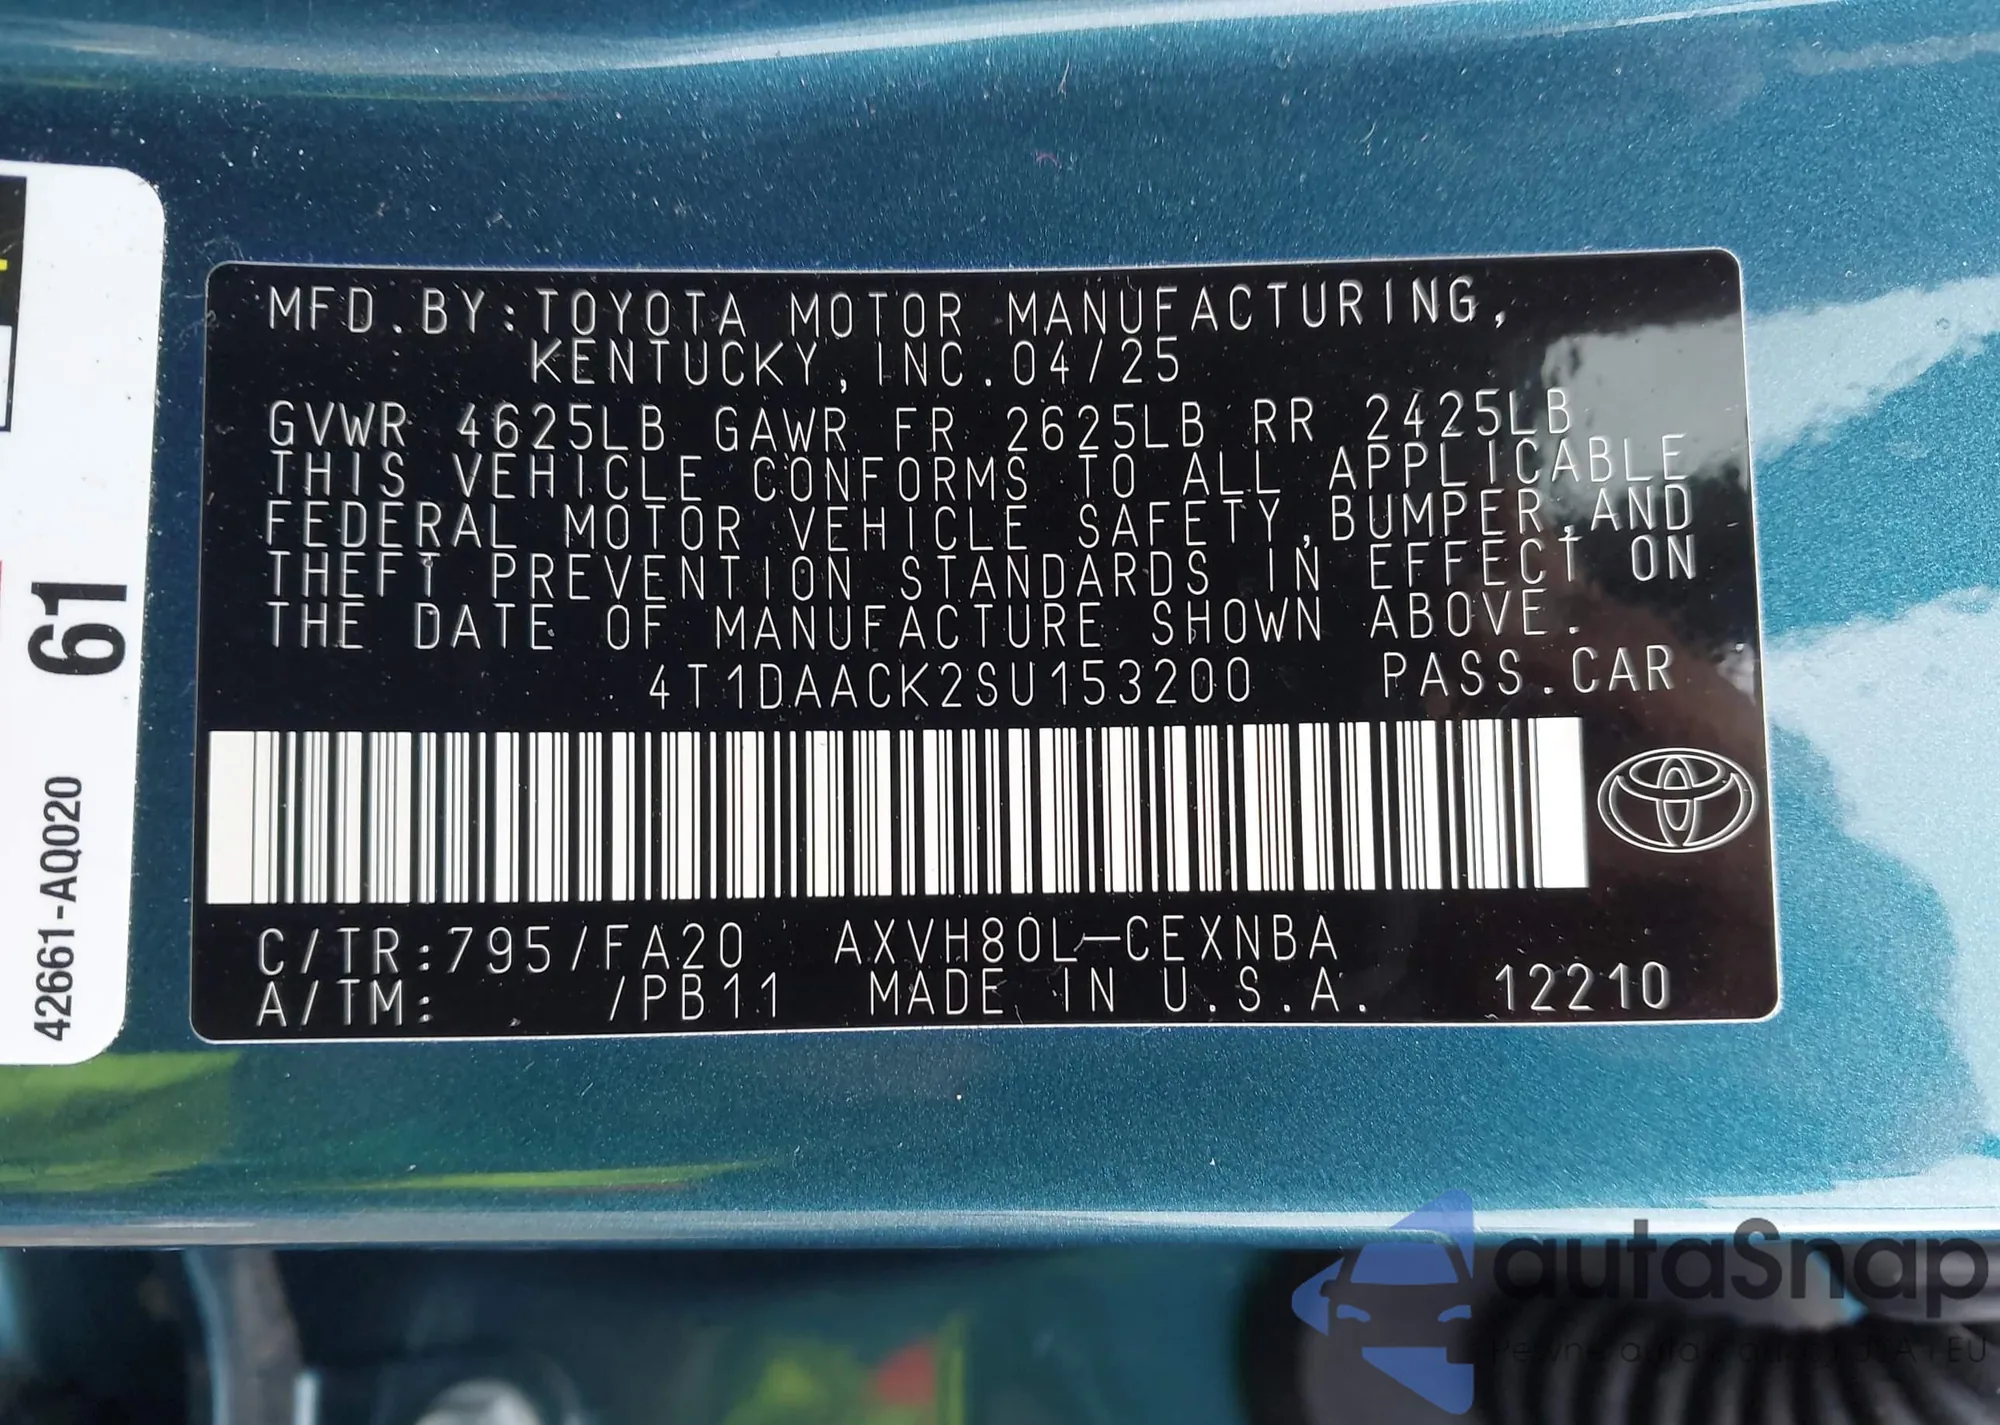 MFD.BY:TOYOTA MOTOR MANUFACTURING,
KENTUCKY, INC.04/25
GVWR 4625LB GAWR FR 2625LB RR 2425LB
THIS VEHICLE CONFORMS TO ALL APPLICABLE
FEDERAL MOTOR VEHICLE SAFETY,BUMPER,AND
THEFT PREVENTION STANDARDS IN EFFECT ON
THE DATE OF MANUFACTURE SHOWN ABOVE.
4T1DAACK2SU153200 PASS.CAR
C/TR:795/FA20 AXVH80L-CEXNBA
A/TM: /PB11 MADE IN U.S.A. 12210
61
42661-AQ020
autaSnap